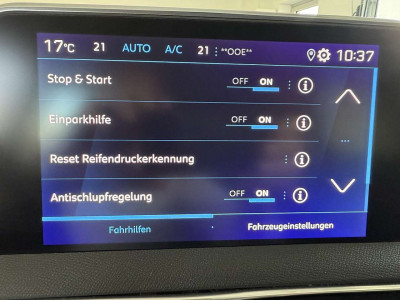 17°C 21 AUTO A/C 21 **OOE** 10:37
Stop & Start OFF ON
Einparkhilfe OFF ON
Reset Reifendruckerkennung
Antischlupfregelung OFF ON
Fahrhilfen Fahrzeugeinstellungen